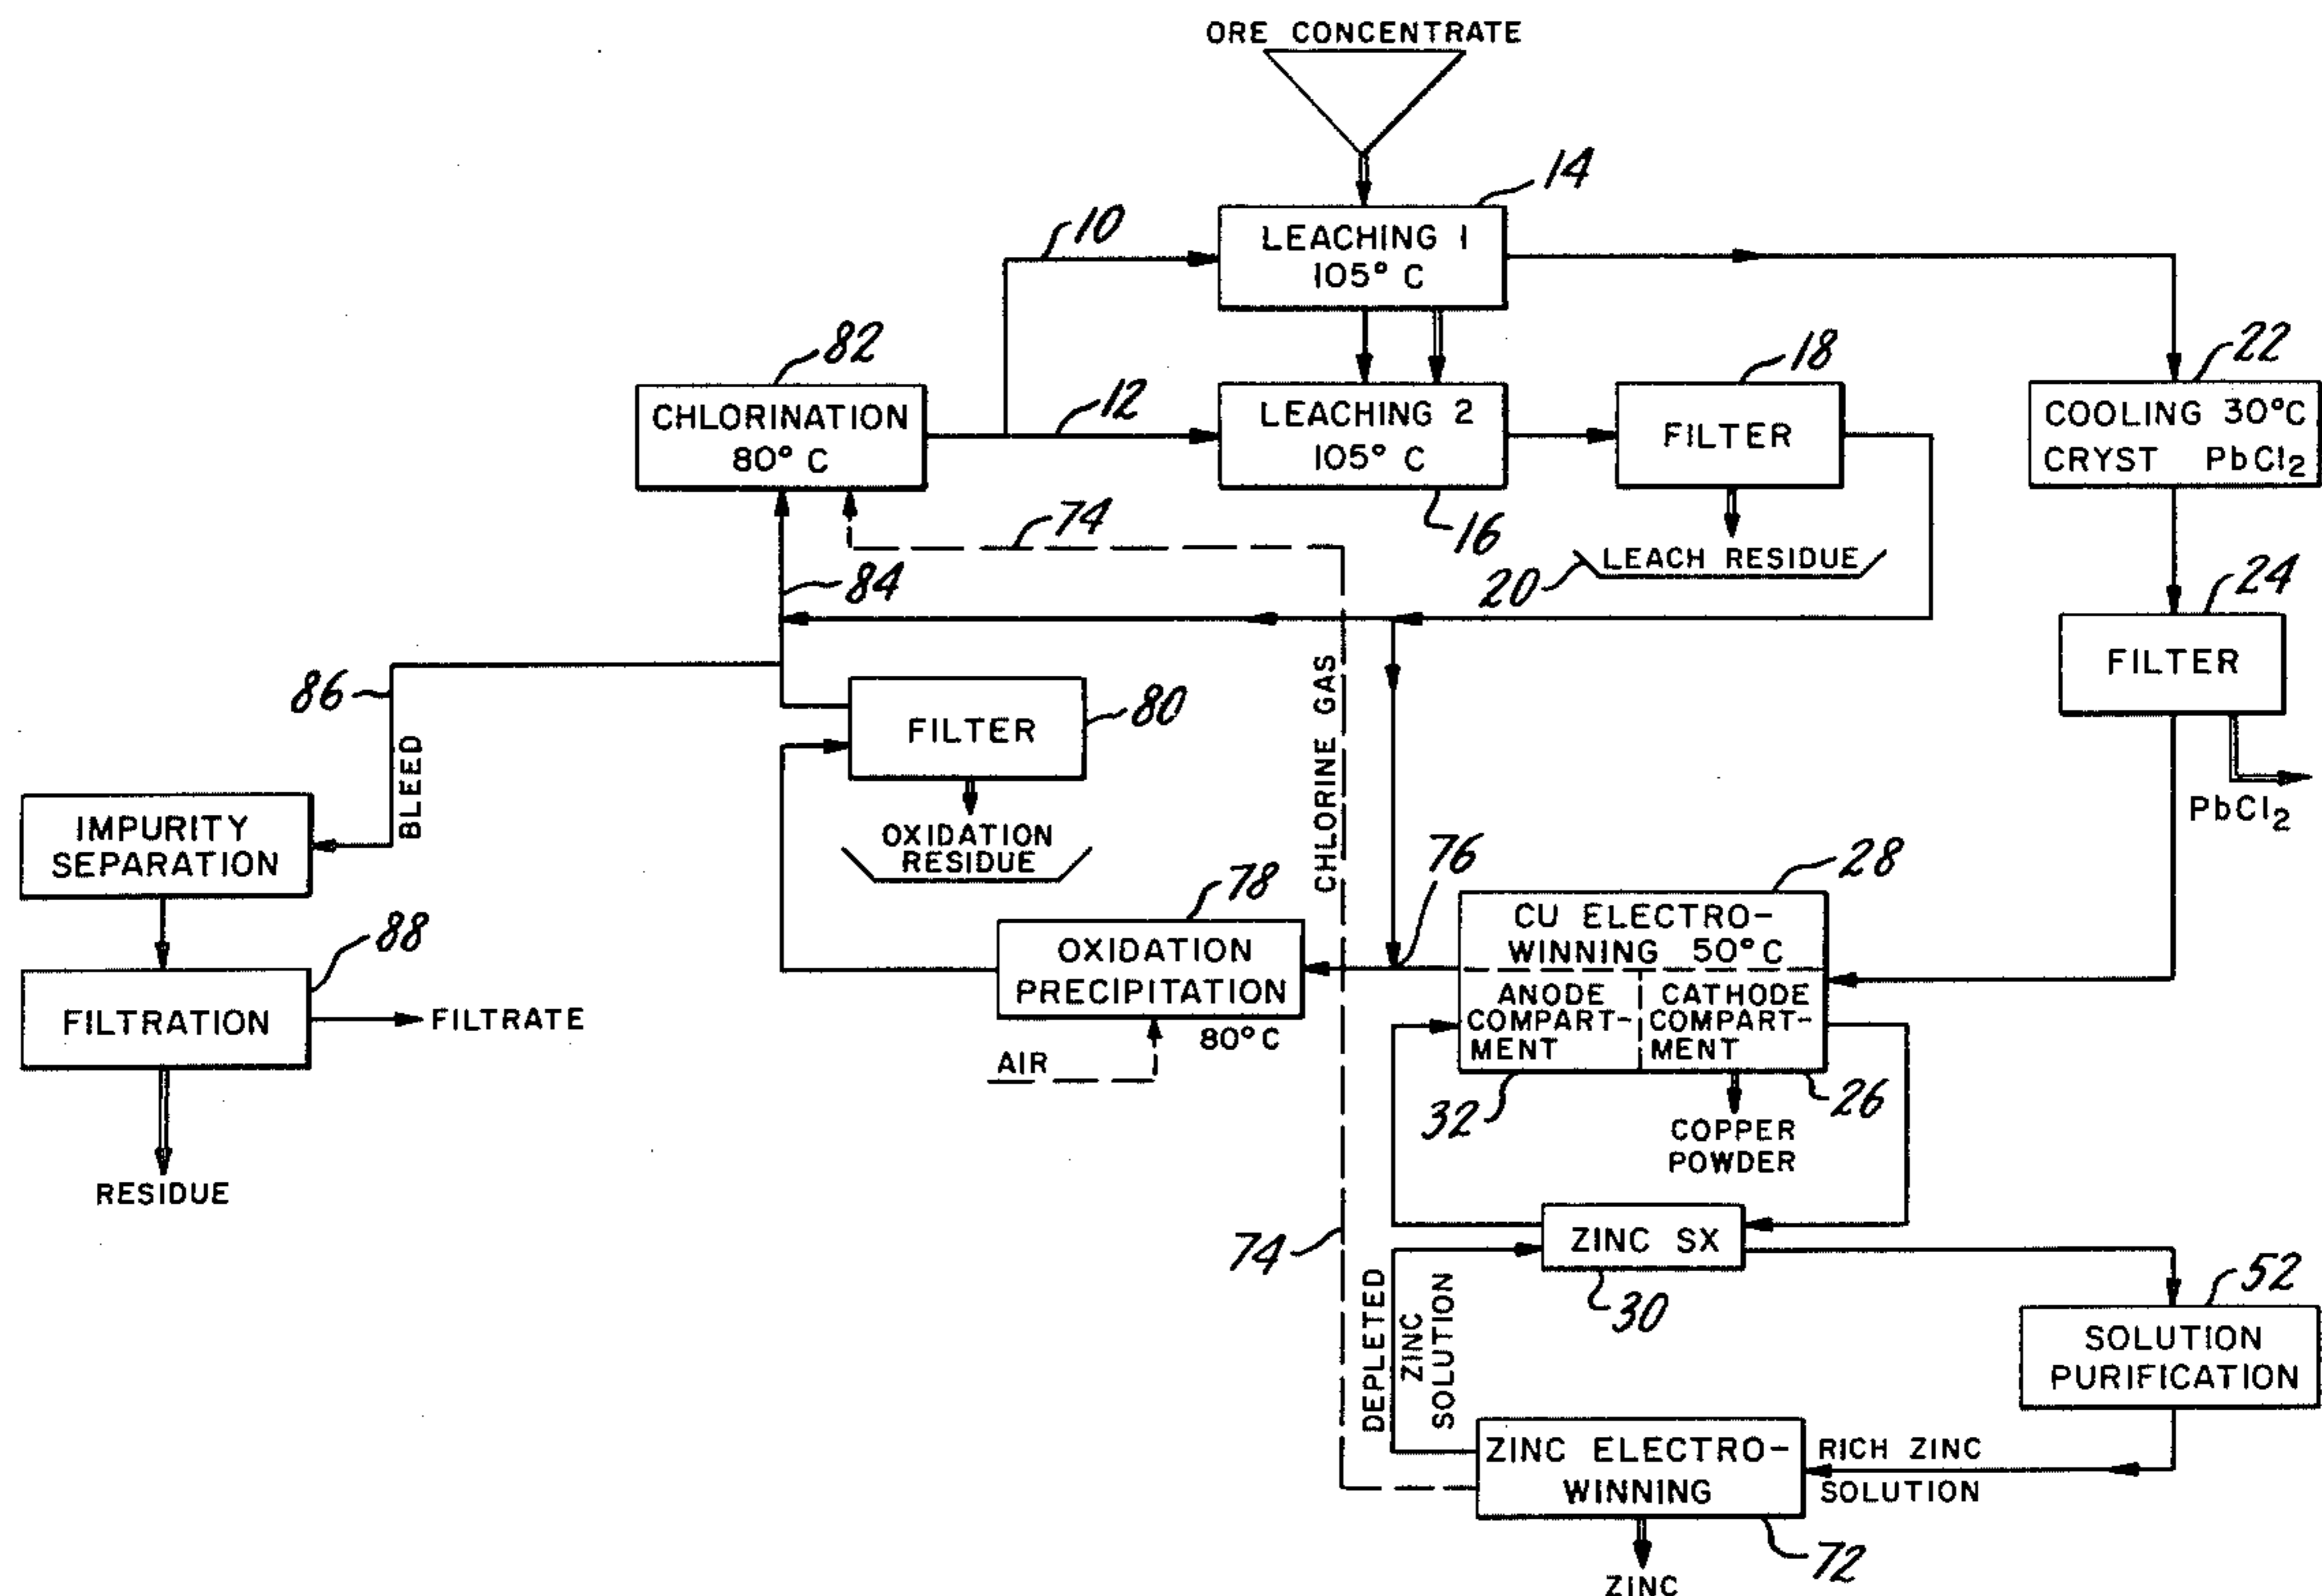 ORE CONCENTRATE
14
LEACHING 1
105° C
10
82
CHLORINATION
80° C
12
LEACHING 2
105° C
16
18
FILTER
22
COOLING 30°C
CRYST PbCl2
74
LEACH RESIDUE
20
84
24
FILTER
PbCl2
86
BLEED
FILTER
80
OXIDATION
RESIDUE
CHLORINE GAS
IMPURITY
SEPARATION
88
FILTRATION
FILTRATE
RESIDUE
78
OXIDATION
PRECIPITATION
80°C
AIR
76
28
CU ELECTRO-
WINNING 50°C
ANODE
COMPART-
MENT
CATHODE
COMPART-
MENT
32
26
COPPER
POWDER
74
ZINC SX
30
DEPLETED
ZINC
SOLUTION
52
SOLUTION
PURIFICATION
ZINC ELECTRO-
WINNING
RICH ZINC
SOLUTION
72
ZINC